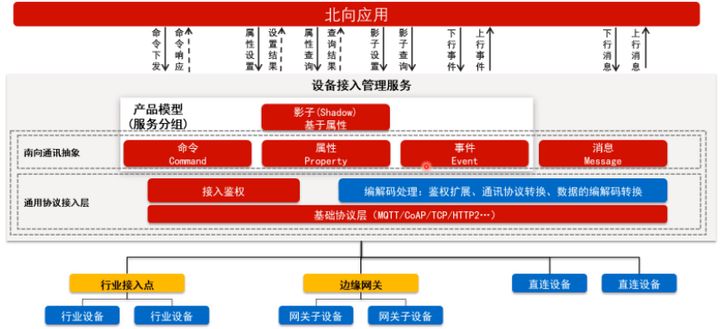 北向应用
命令下发
命令响应
属性设置
设置结果
属性查询
查询结果
影子设置
影子查询
下行事件
上行事件
下行消息
上行消息
设备接入管理服务
产品模型
(服务分组)
影子(Shadow)
基于属性
南向通讯抽象
命令
Command
属性
Property
事件
Event
消息
Message
通用协议接入层
接入鉴权
编解码处理：鉴权扩展、通讯协议转换、数据的编解码转换
基础协议层（MQTT/CoAP/TCP/HTTP2…）
行业接入点
边缘网关
直连设备
直连设备
行业设备
行业设备
网关子设备
网关子设备